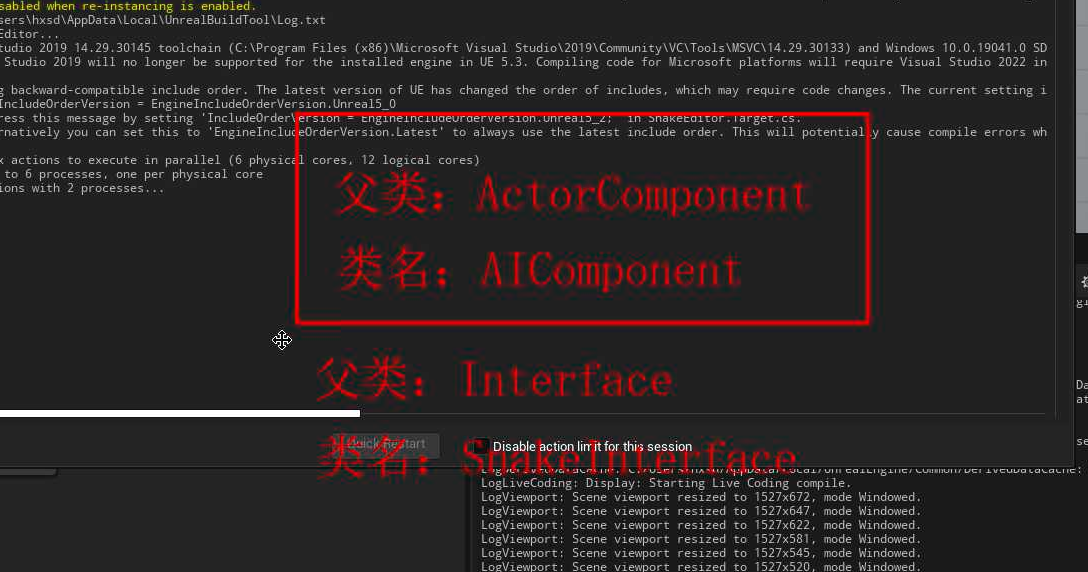 sabled when re-instancing is enabled.
sers\hxsd\AppData\Local\UnrealBuildTool\Log.txt
Editor...
tudio 2019 14.29.30145 toolchain (C:\Program Files (x86)\Microsoft Visual Studio\2019\Community\VC\Tools\MSVC\14.29.30133) and Windows 10.0.19041.0 SD
 Studio 2019 will no longer be supported for the installed engine in UE 5.3. Compiling code for Microsoft platforms will require Visual Studio 2022 in
g backward-compatible include order. The latest version of UE has changed the order of includes, which may require code changes. The current setting i
IncludeOrderVersion = EngineIncludeOrderVersion.Unreal5_0
ress this message by setting 'IncludeOrderVersion = EngineIncludeOrderVersion.Unreal5_2;' in SnakeEditor.Target.cs.
rnatively you can set this to 'EngineIncludeOrderVersion.Latest' to always use the latest include order. This will potentially cause compile errors wh
x actions to execute in parallel (6 physical cores, 12 logical cores)
 to 6 processes, one per physical core
ions with 2 processes...
父类：ActorComponent
类名：AIComponent
父类：Interface
类名：SnakeInterface
Quick Restart
Disable action limit for this session
LogLiveCoding: Display: Starting Live Coding compile.
LogViewport: Scene viewport resized to 1527x672, mode Windowed.
LogViewport: Scene viewport resized to 1527x647, mode Windowed.
LogViewport: Scene viewport resized to 1527x622, mode Windowed.
LogViewport: Scene viewport resized to 1527x581, mode Windowed.
LogViewport: Scene viewport resized to 1527x545, mode Windowed.
LogViewport: Scene viewport resized to 1527x520, mode Windowed.